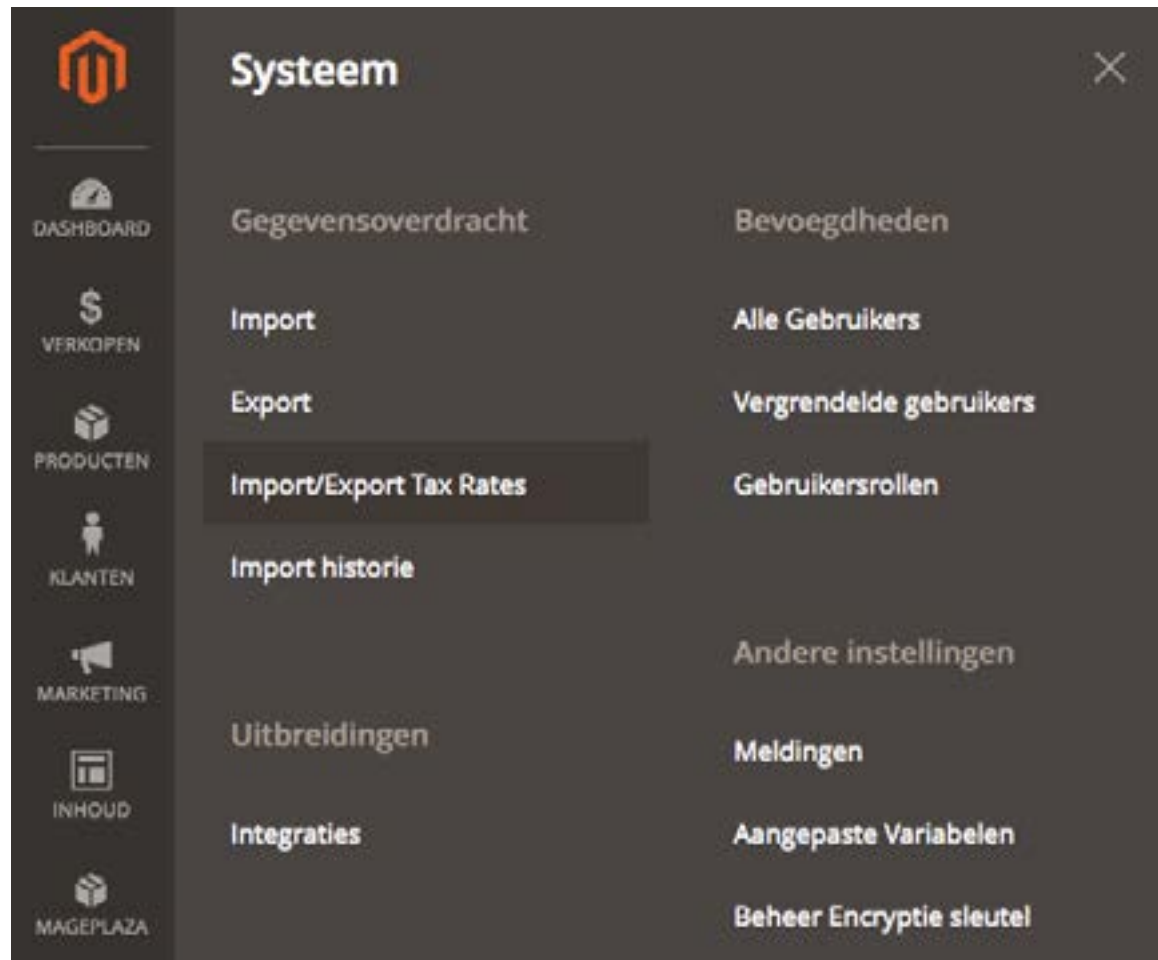 DASHBOARD
VERKOPEN
PRODUCTEN
KLANTEN
MARKETING
INHOUD
MAGEPLAZA
Systeem
Gegevensoverdracht
Import
Export
Import/Export Tax Rates
Import historie
Uitbreidingen
Integraties
Bevoegdheden
Alle Gebruikers
Vergrendelde gebruikers
Gebruikersrollen
Andere instellingen
Meldingen
Aangepaste Variabelen
Beheer Encryptie sleutel